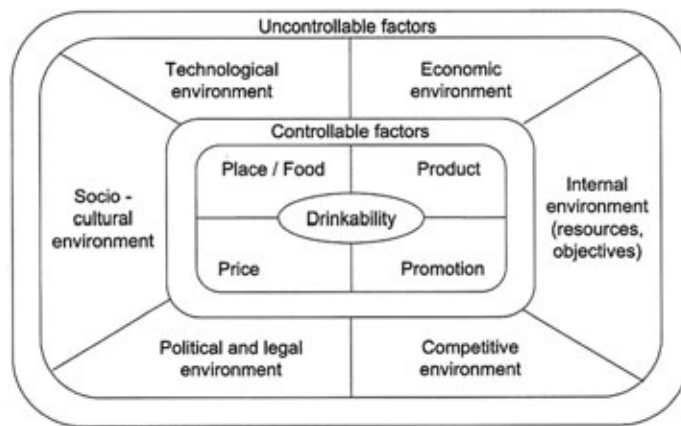 Uncontrollable factors
Technological
environment
Economic
environment
Controllable factors
Place / Food
Product
Socio -
cultural
environment
Drinkability
Internal
environment
(resources,
objectives)
Price
Promotion
Political and legal
environment
Competitive
environment